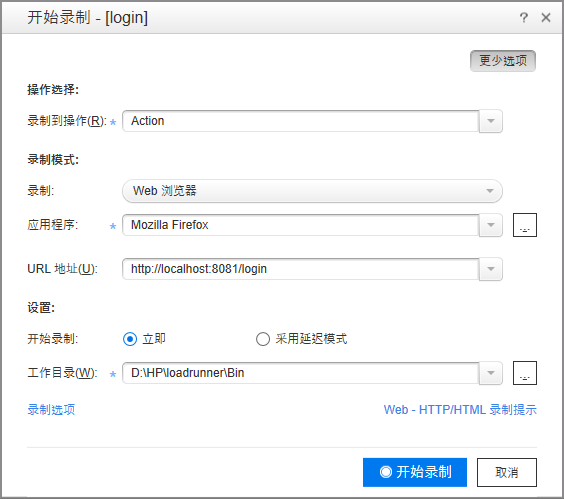 开始录制 - [login]
更少选项
操作选择:
录制到操作(R): * Action
录制模式:
录制: Web 浏览器
应用程序: * Mozilla Firefox ...
URL 地址(U): http://localhost:8081/login
设置:
开始录制: 立即 采用延迟模式
工作目录(W): * D:\HP\loadrunner\Bin ...
录制选项 Web - HTTP/HTML 录制提示
开始录制 取消